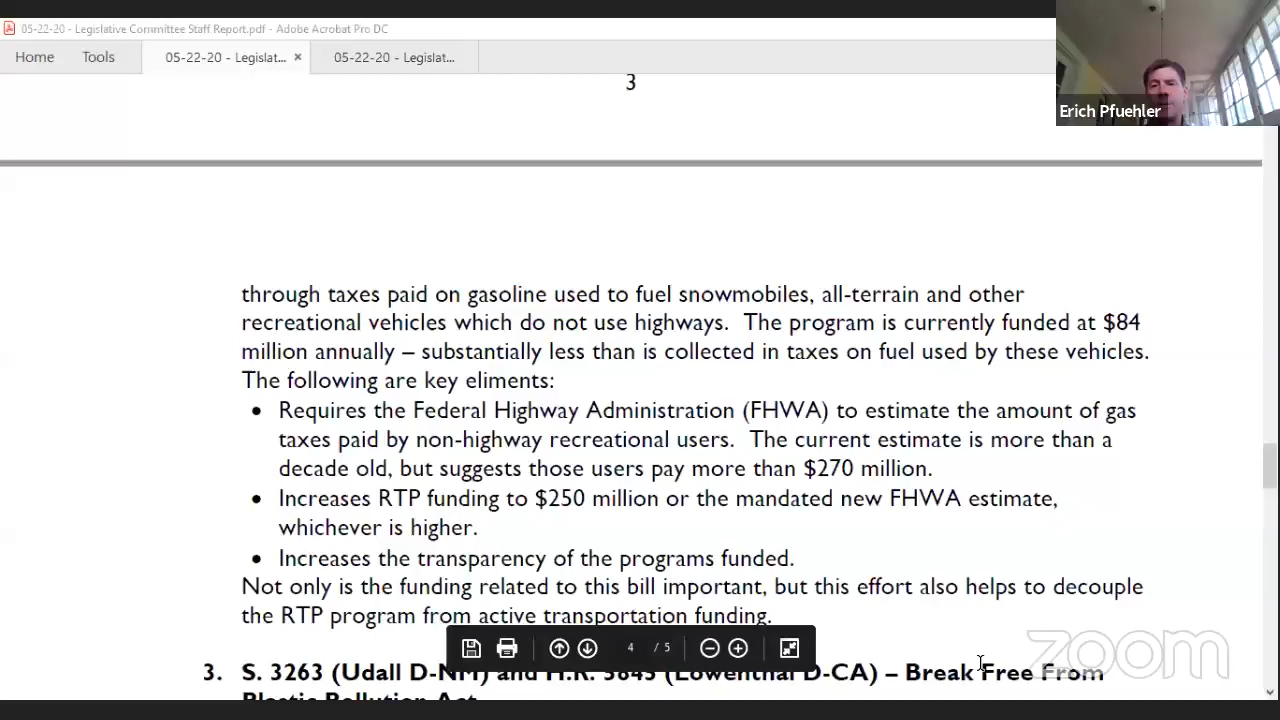 05-22-20 - Legislative Committee Staff Report.pdf - Adobe Acrobat Pro DC
Home Tools 05-22-20 - Legislat... × 05-22-20 - Legislat...
Erich Pfuehler
3
through taxes paid on gasoline used to fuel snowmobiles, all-terrain and other
recreational vehicles which do not use highways. The program is currently funded at $84
million annually – substantially less than is collected in taxes on fuel used by these vehicles.
The following are key eliments:
• Requires the Federal Highway Administration (FHWA) to estimate the amount of gas
taxes paid by non-highway recreational users. The current estimate is more than a
decade old, but suggests those users pay more than $270 million.
• Increases RTP funding to $250 million or the mandated new FHWA estimate,
whichever is higher.
• Increases the transparency of the programs funded.
Not only is the funding related to this bill important, but this effort also helps to decouple
the RTP program from active transportation funding.
4 / 5
zoom
3. S. 3263 (Udall D-NM) and H.R. 5845 (Lowenthal D-CA) – Break Free From
Plastic Pollution Act